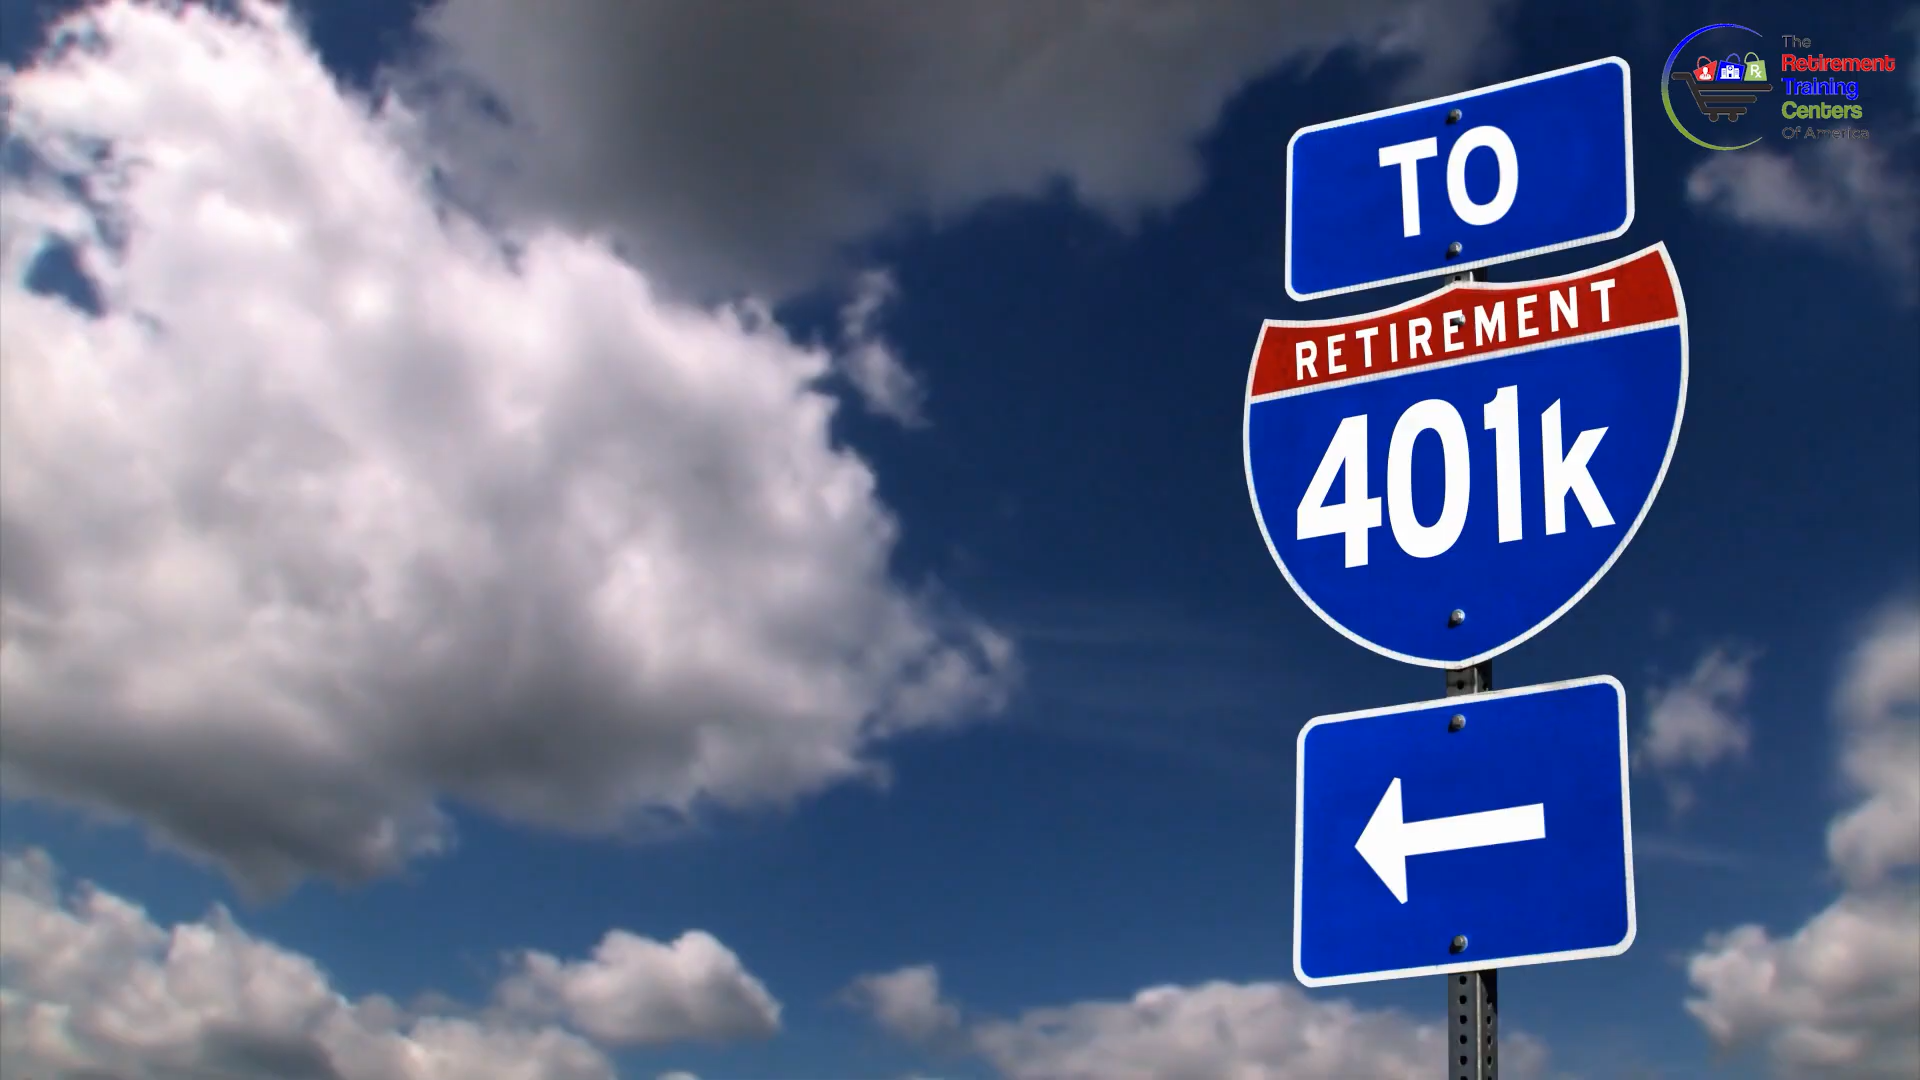 TO
RETIREMENT
401k
The
Retirement
Training
Centers
Of America